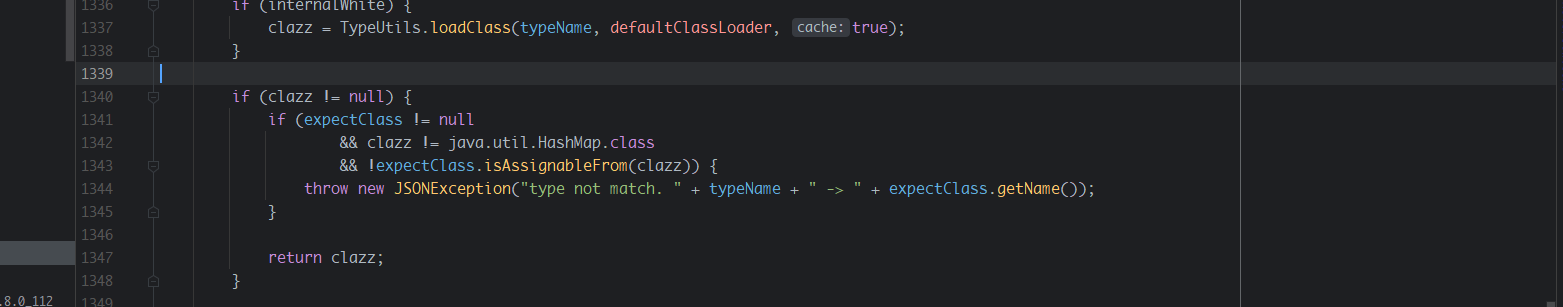 1336 if (internalWhite) {
1337 clazz = TypeUtils.loadClass(typeName, defaultClassLoader, cache: true);
1338 }
1339
1340 if (clazz != null) {
1341 if (expectClass != null
1342 && clazz != java.util.HashMap.class
1343 && !expectClass.isAssignableFrom(clazz)) {
1344 throw new JSONException("type not match. " + typeName + " -> " + expectClass.getName());
1345 }
1346
1347 return clazz;
1348 }
.8.0_112
1349